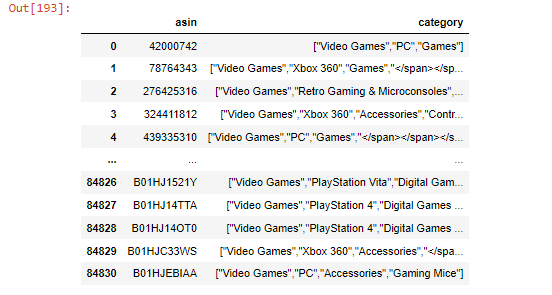 Out[193]:
asin category
0 42000742 ["Video Games","PC","Games"]
1 78764343 ["Video Games","Xbox 360","Games","</span></sp...
2 276425316 ["Video Games","Retro Gaming & Microconsoles",...
3 324411812 ["Video Games","Xbox 360","Accessories","Contr...
4 439335310 ["Video Games","PC","Games","</span></span></s...
... ... ...
84826 B01HJ1521Y ["Video Games","PlayStation Vita","Digital Gam...
84827 B01HJ14TTA ["Video Games","PlayStation 4","Digital Games ...
84828 B01HJ14OT0 ["Video Games","PlayStation 4","Digital Games ...
84829 B01HJC33WS ["Video Games","Xbox 360","Accessories","</spa...
84830 B01HJEBIAA ["Video Games","PC","Accessories","Gaming Mice"]